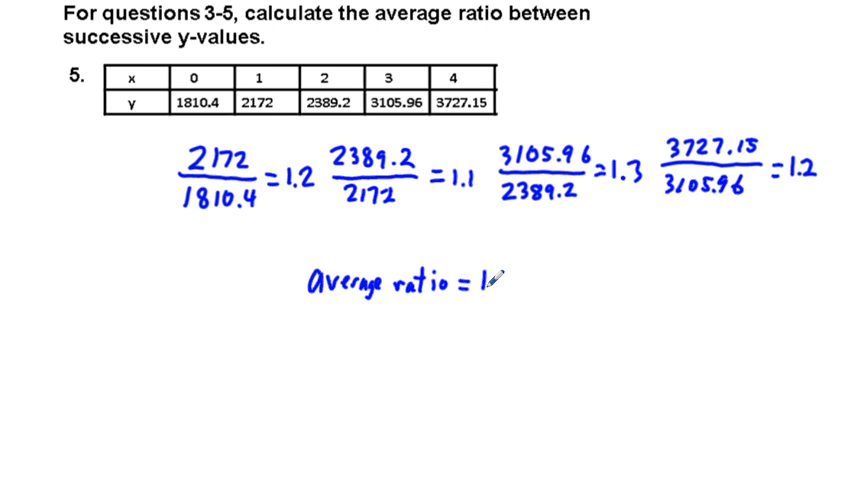 For questions 3-5, calculate the average ratio between
successive y-values.
5.
x 0 1 2 3 4
y 1810.4 2172 2389.2 3105.96 3727.15
2172/1810.4 = 1.2 2389.2/2172 = 1.1 3105.96/2389.2 = 1.3 3727.15/3105.96 = 1.2
average ratio = 1